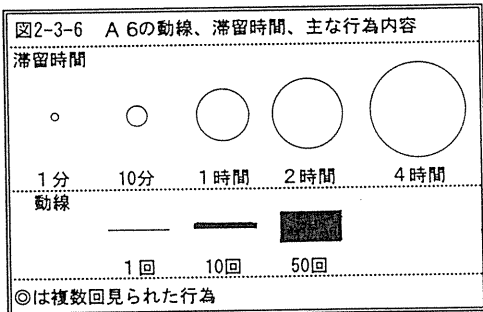 図2-3-6　A 6の動線、滞留時間、主な行為内容
滞留時間
1分　10分　1時間　2時間　4時間
動線
1回　10回　50回
◎は複数回見られた行為